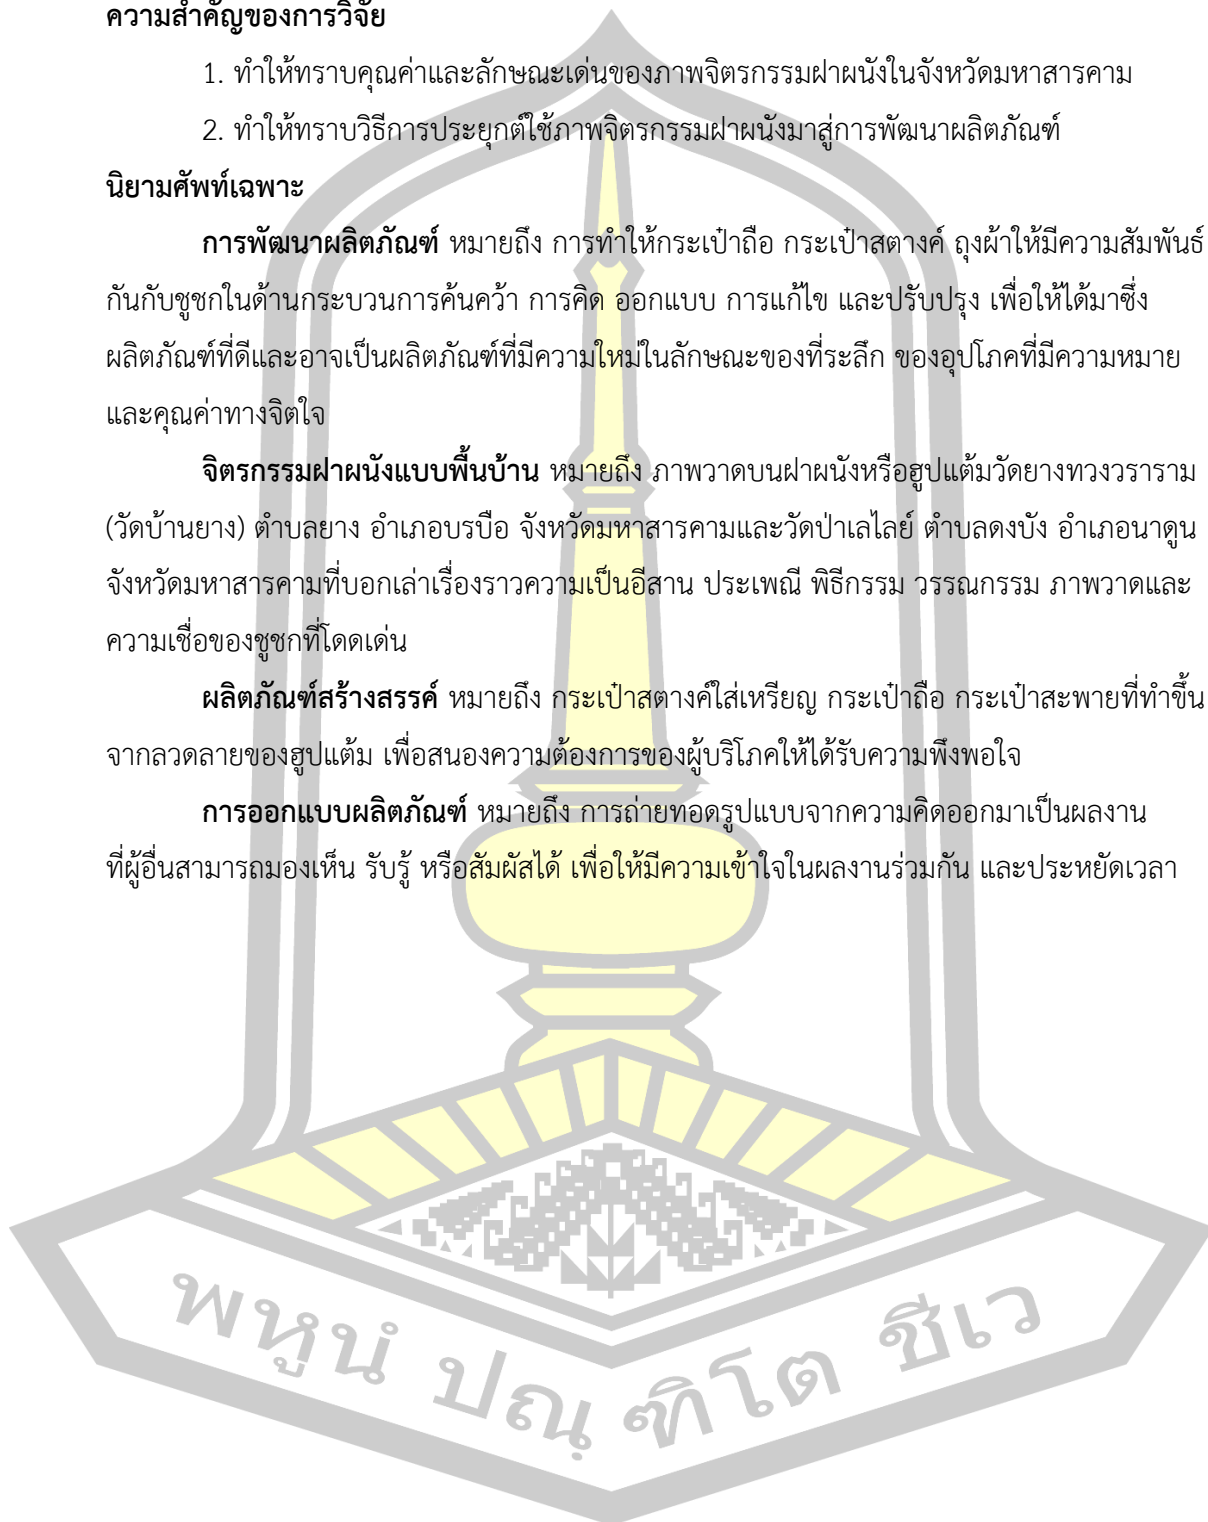 ความสำคัญของการวิจัย
1. ทำให้ทราบคุณค่าและลักษณะเด่นของภาพจิตรกรรมฝาผนังในจังหวัดมหาสารคาม
2. ทำให้ทราบวิธีการประยุกต์ใช้ภาพจิตรกรรมฝาผนังมาสู่การพัฒนาผลิตภัณฑ์
นิยามศัพท์เฉพาะ
การพัฒนาผลิตภัณฑ์ หมายถึง การทำให้กระเป๋าถือ กระเป๋าสตางค์ ถุงผ้าให้มีความสัมพันธ์
กันกับชูชกในด้านกระบวนการค้นคว้า การคิด ออกแบบ การแก้ไข และปรับปรุง เพื่อให้ได้มาซึ่ง
ผลิตภัณฑ์ที่ดีและอาจเป็นผลิตภัณฑ์ที่มีความใหม่ในลักษณะของที่ระลึก ของอุปโภคที่มีความหมาย
และคุณค่าทางจิตใจ
จิตรกรรมฝาผนังแบบพื้นบ้าน หมายถึง ภาพวาดบนฝาผนังหรือฮูปแต้มวัดยางทวงวราราม
(วัดบ้านยาง) ตำบลยาง อำเภอบรบือ จังหวัดมหาสารคามและวัดป่าเลไลย์ ตำบลดงบัง อำเภอนาดูน
จังหวัดมหาสารคามที่บอกเล่าเรื่องราวความเป็นอีสาน ประเพณี พิธีกรรม วรรณกรรม ภาพวาดและ
ความเชื่อของชูชกที่โดดเด่น
ผลิตภัณฑ์สร้างสรรค์ หมายถึง กระเป๋าสตางค์ใส่เหรียญ กระเป๋าถือ กระเป๋าสะพายที่ทำขึ้น
จากลวดลายของฮูปแต้ม เพื่อสนองความต้องการของผู้บริโภคให้ได้รับความพึงพอใจ
การออกแบบผลิตภัณฑ์ หมายถึง การถ่ายทอดรูปแบบจากความคิดออกมาเป็นผลงาน
ที่ผู้อื่นสามารถมองเห็น รับรู้ หรือสัมผัสได้ เพื่อให้มีความเข้าใจในผลงานร่วมกัน และประหยัดเวลา
พหูนํ ปณฺ ฑิโต ชีเว